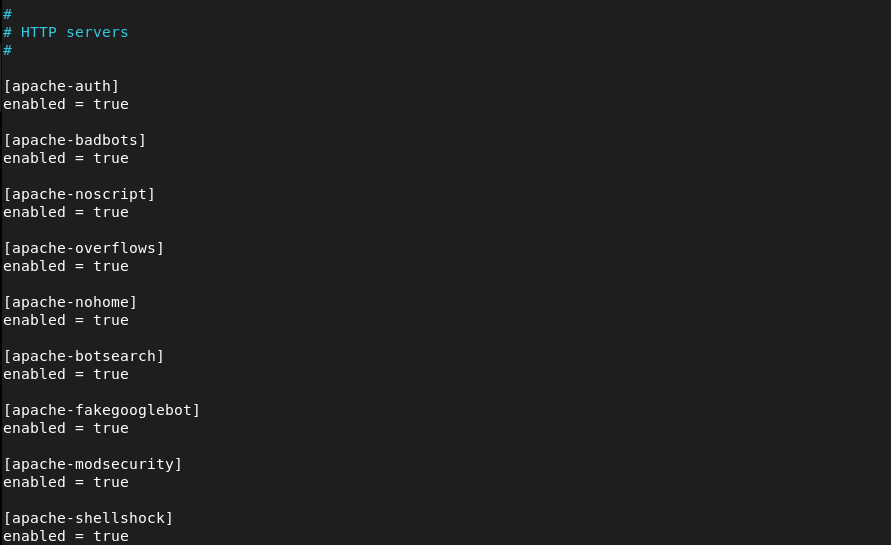 #
# HTTP servers
#
[apache-auth]
enabled = true
[apache-badbots]
enabled = true
[apache-noscript]
enabled = true
[apache-overflows]
enabled = true
[apache-nohome]
enabled = true
[apache-botsearch]
enabled = true
[apache-fakegooglebot]
enabled = true
[apache-modsecurity]
enabled = true
[apache-shellshock]
enabled = true